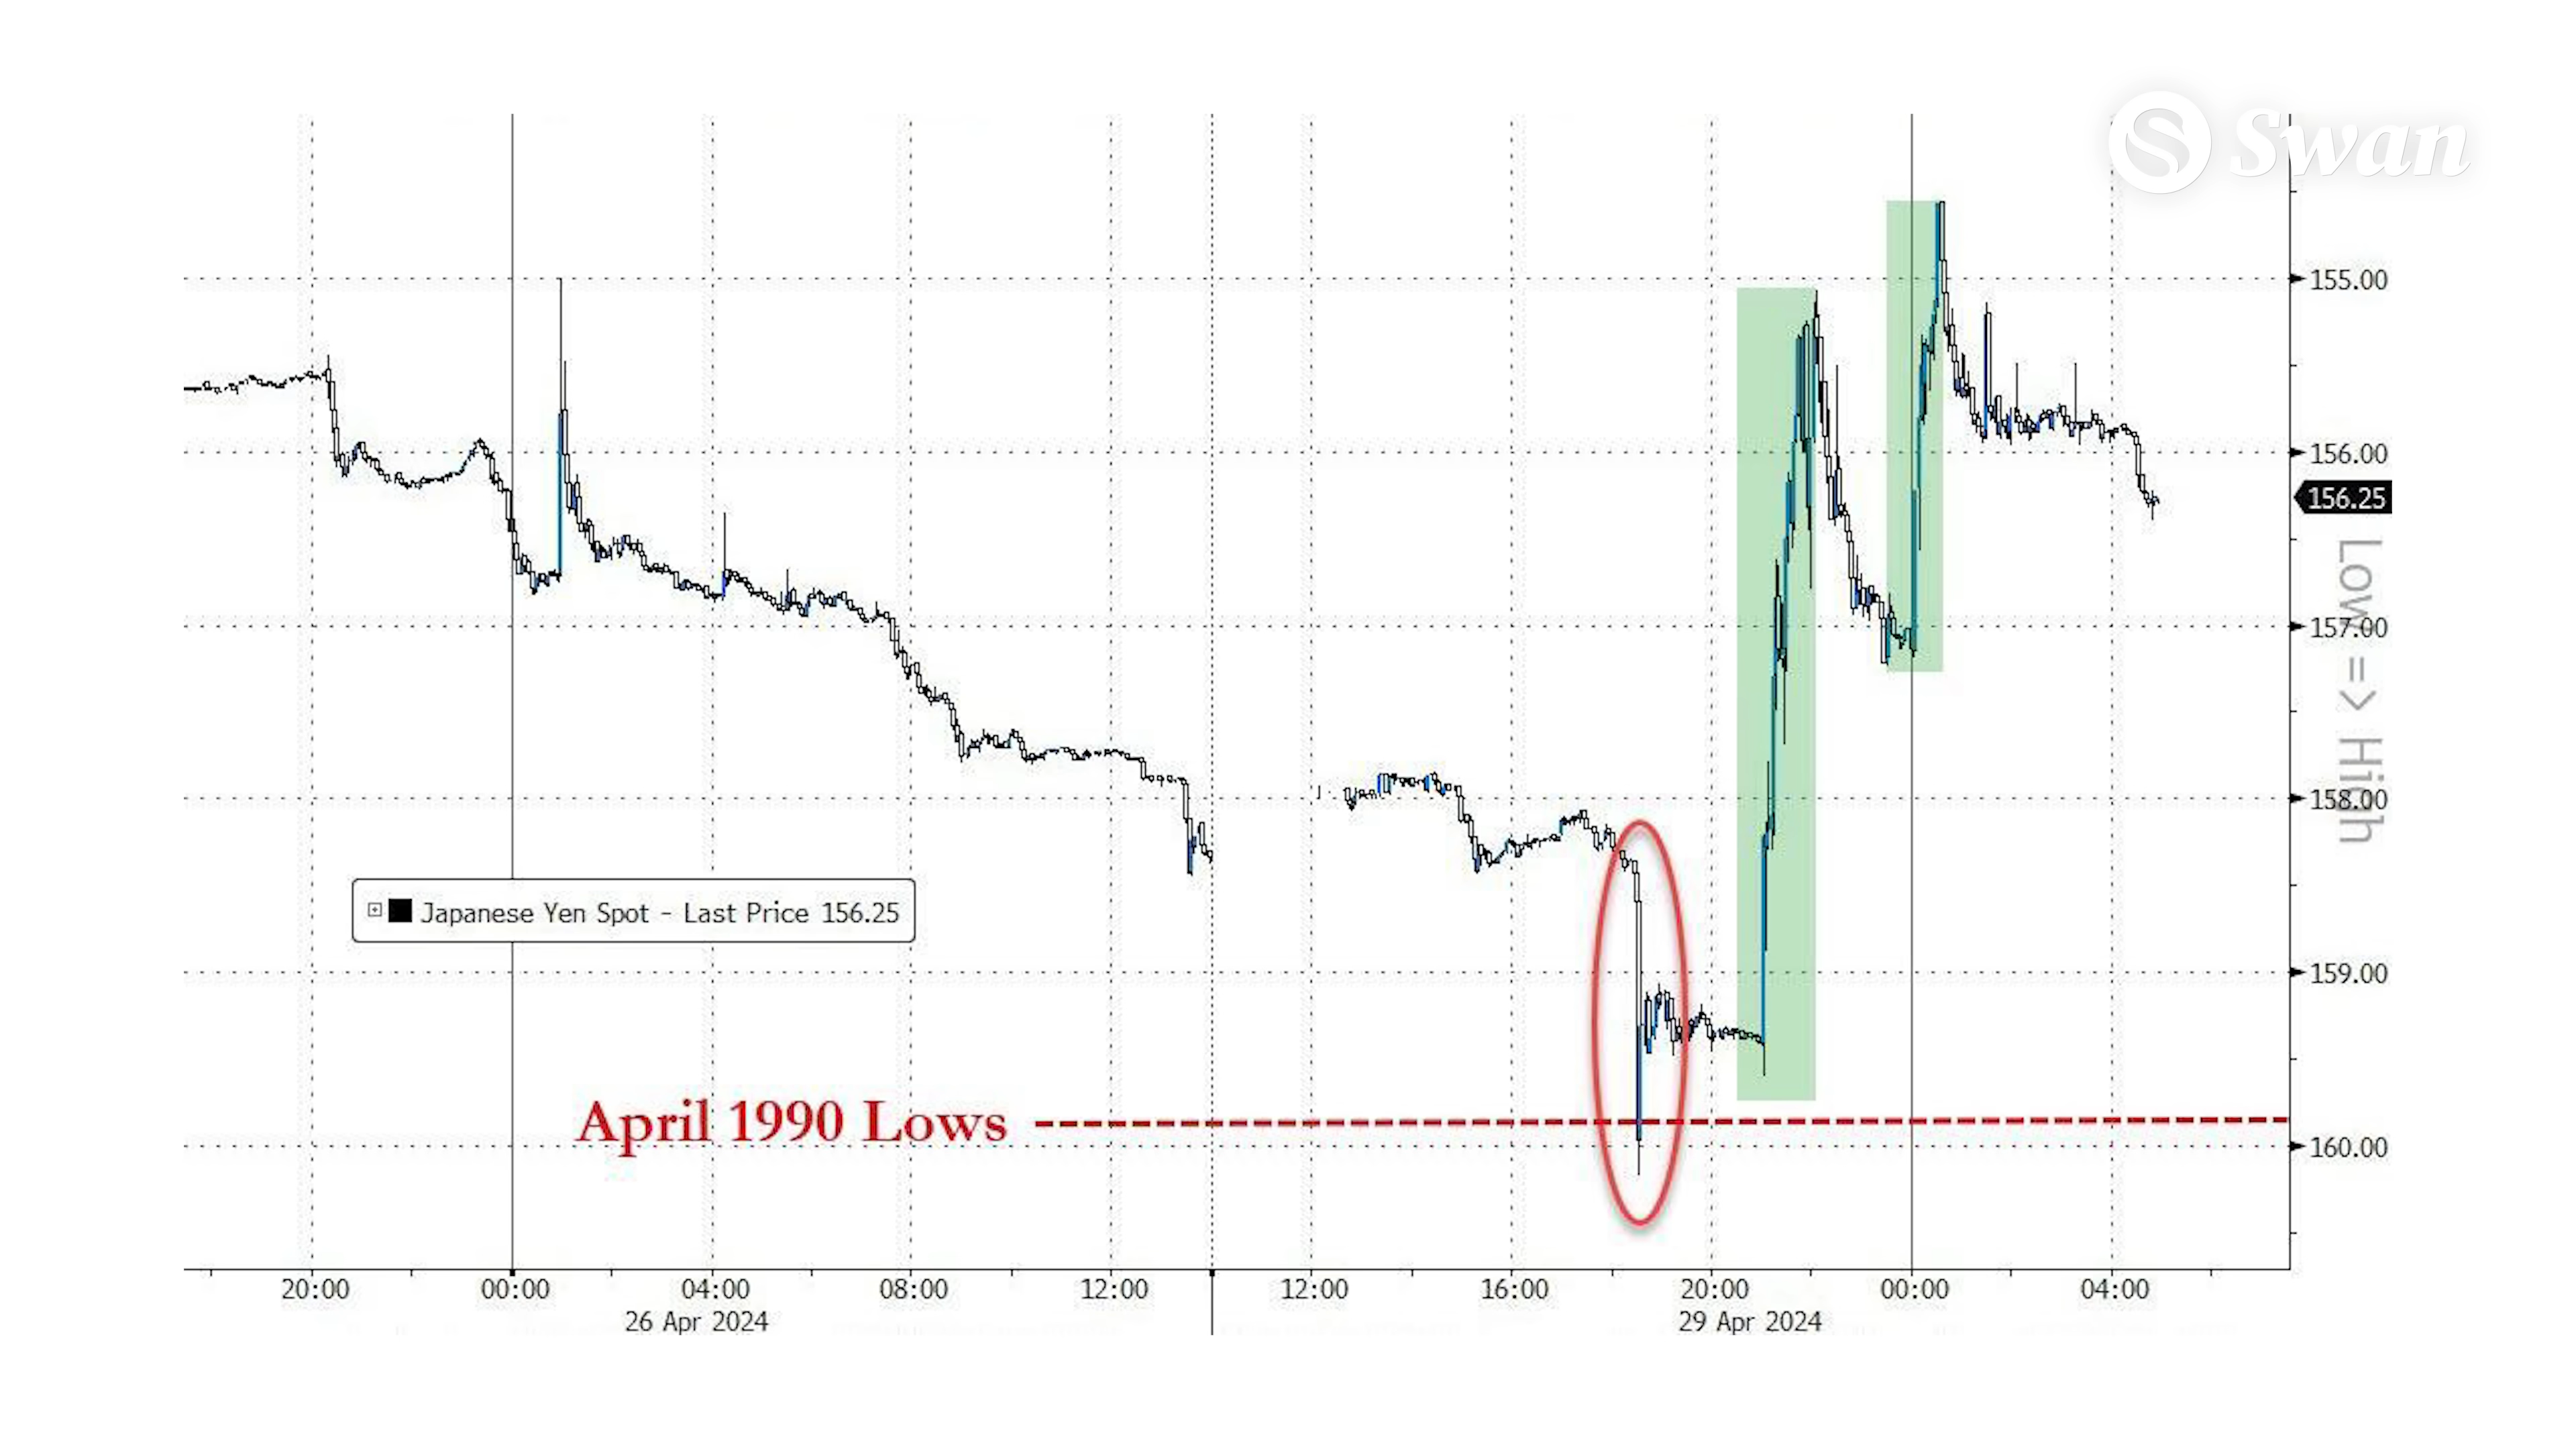 Swan
155.00
156.00
156.25
157.00
158.00
159.00
160.00
Low => High
Japanese Yen Spot - Last Price 156.25
April 1990 Lows
20:00 00:00 04:00 08:00 12:00 12:00 16:00 20:00 00:00 04:00
26 Apr 2024 29 Apr 2024